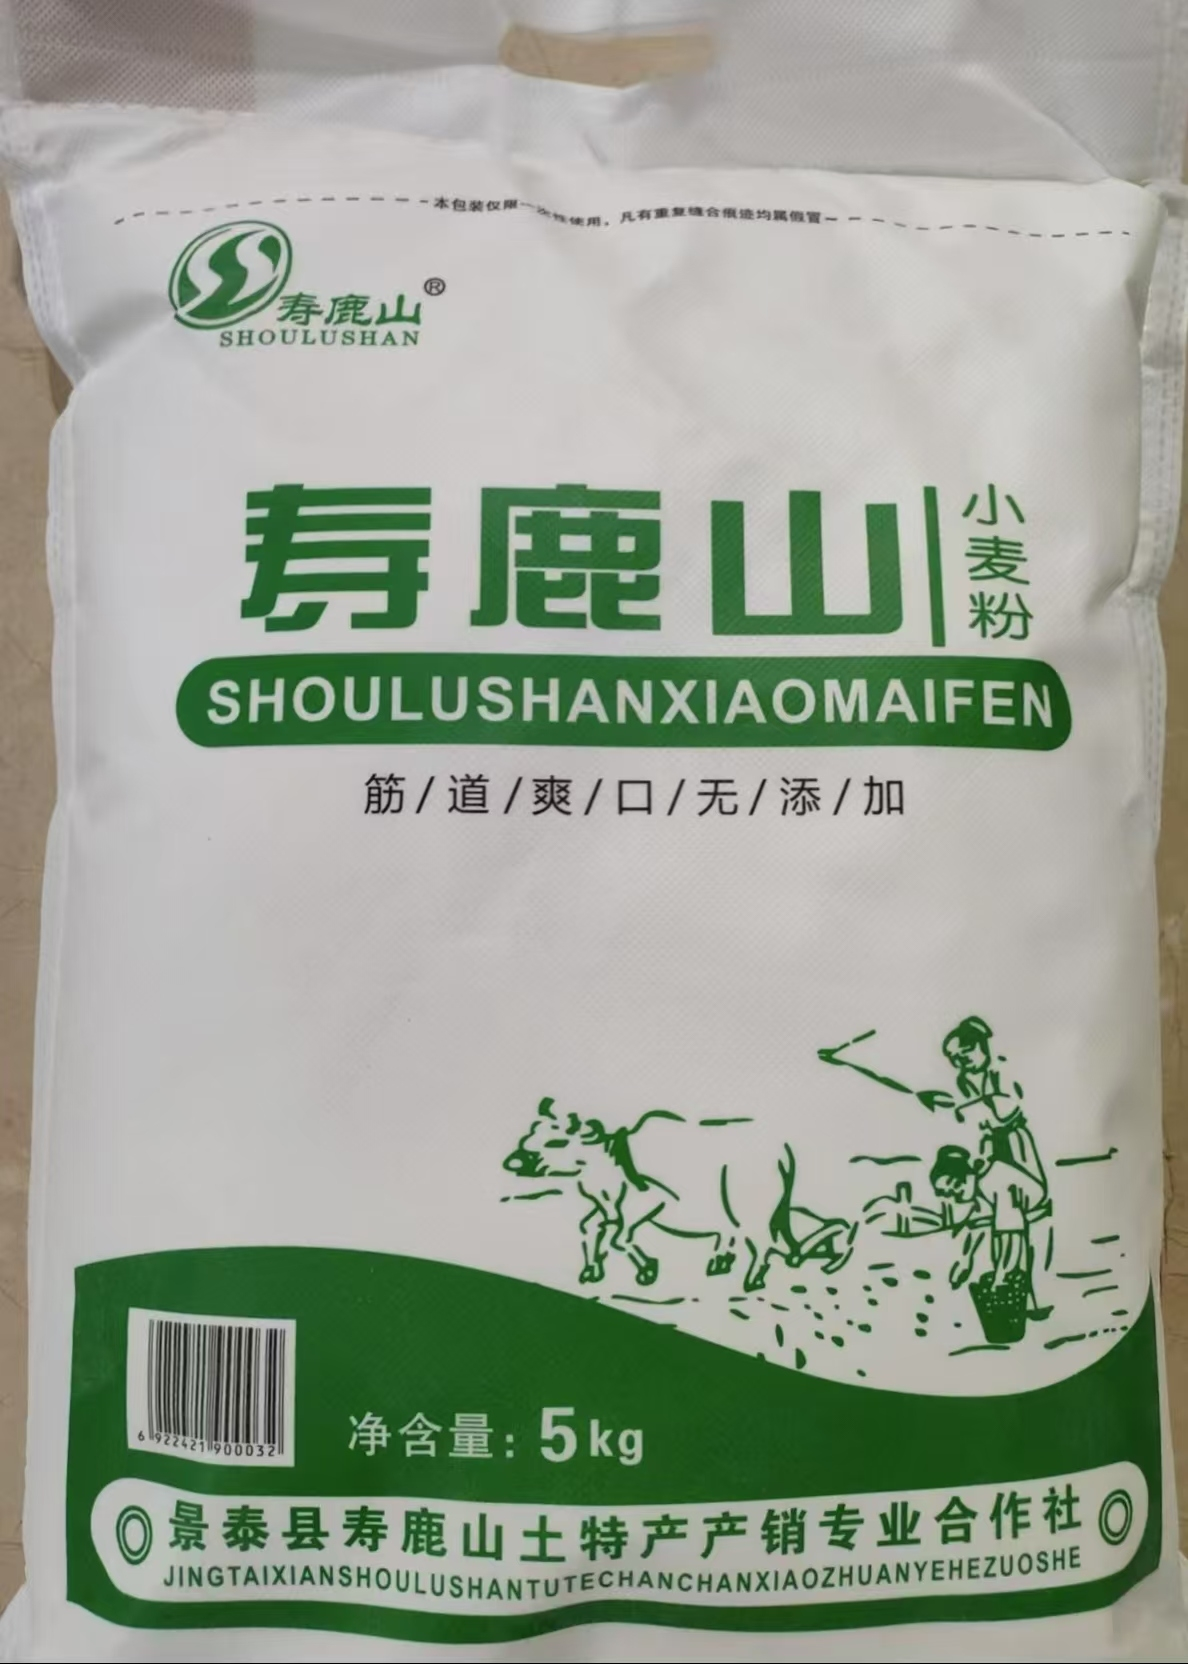 本包装仅限一次性使用，凡有重复缝合痕迹均属假冒
寿鹿山®
SHOULUSHAN
寿鹿山
小麦粉
SHOULUSHANXIAOMAIFEN
筋/道/爽/口/无/添/加
6 922421 900032
净含量：5kg
景泰县寿鹿山土特产产销专业合作社
JINGTAIXIANSHOULUSHANTUTECHANCHANXIAOZHUANYEHEZUOSHE